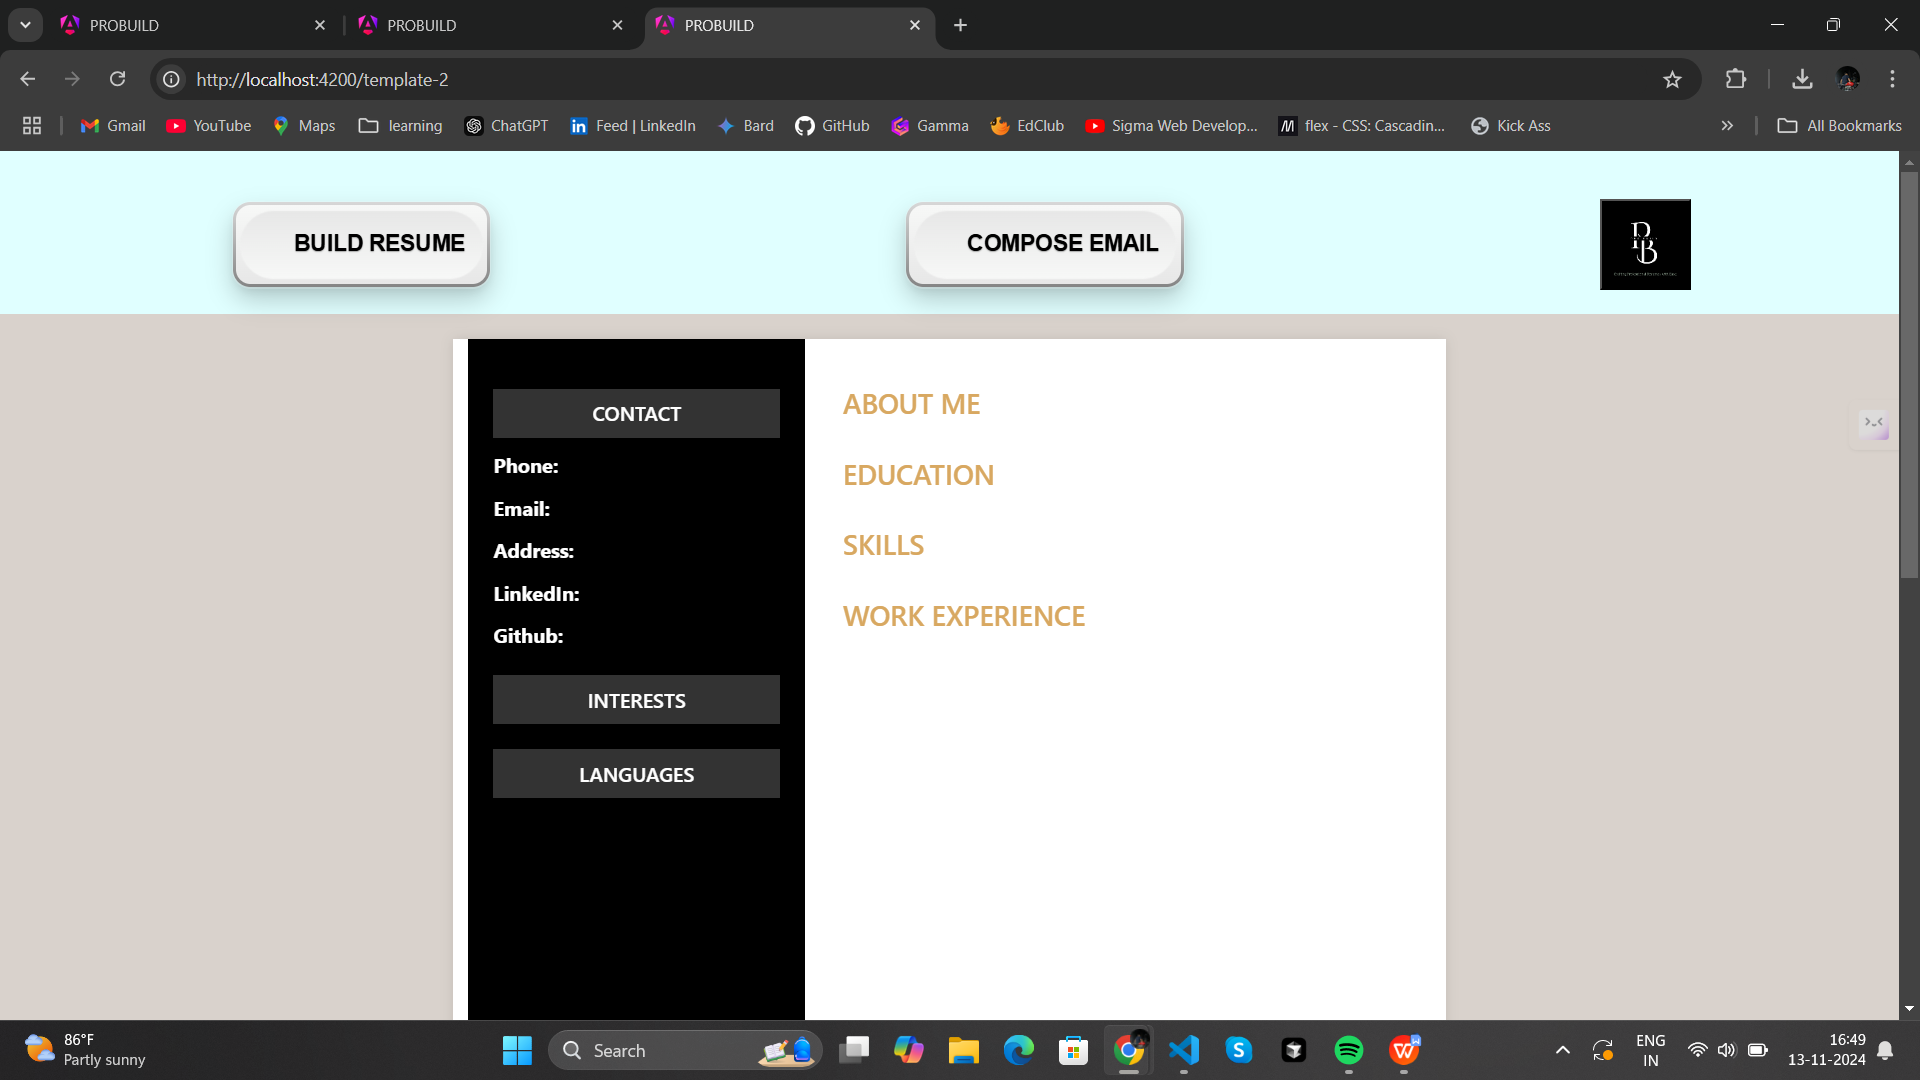 PROBUILD
PROBUILD
PROBUILD
http://localhost:4200/template-2
Gmail
YouTube
Maps
learning
ChatGPT
Feed | LinkedIn
Bard
GitHub
Gamma
EdClub
Sigma Web Develop...
flex - CSS: Cascadin...
Kick Ass
All Bookmarks
BUILD RESUME
COMPOSE EMAIL
CONTACT
Phone:
Email:
Address:
LinkedIn:
Github:
INTERESTS
LANGUAGES
ABOUT ME
EDUCATION
SKILLS
WORK EXPERIENCE
86°F
Partly sunny
Search
ENG
IN
16:49
13-11-2024